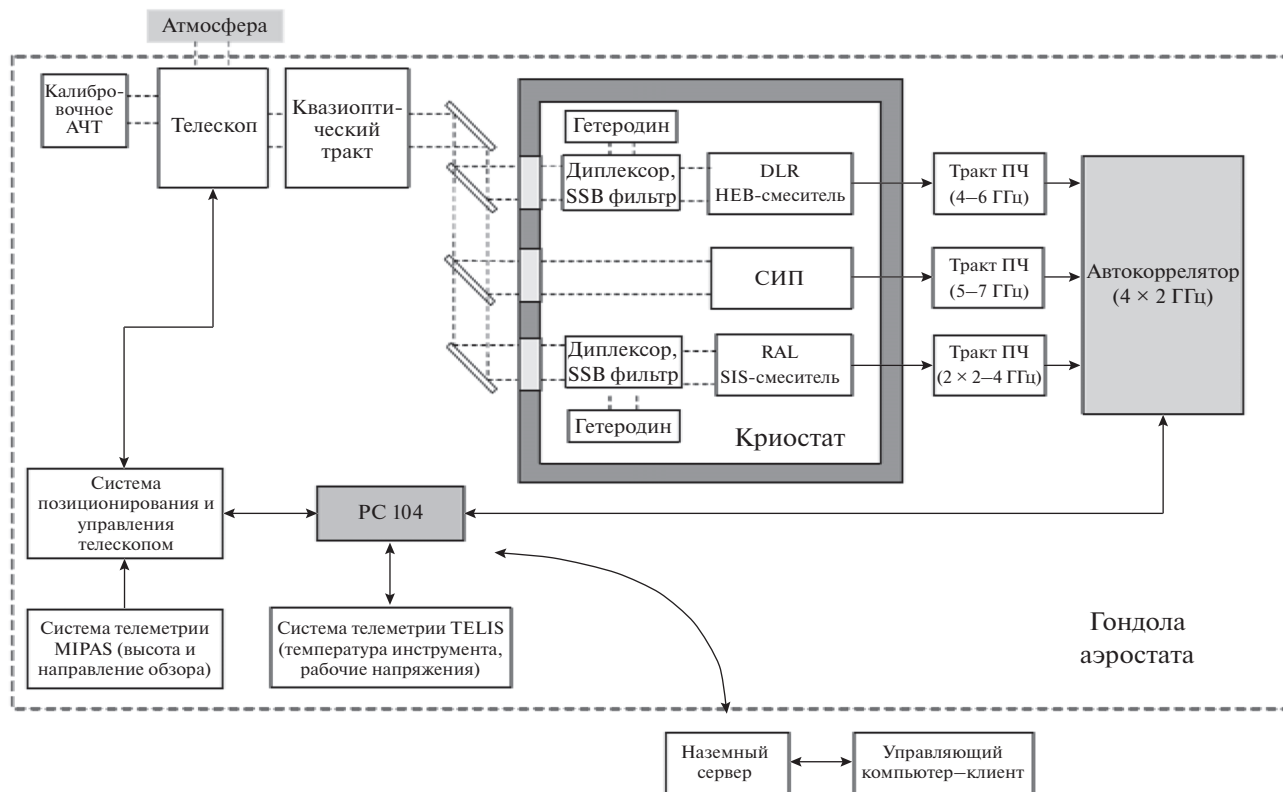 Атмосфера
Калибро-
вочное
АЧТ
Телескоп
Квазиопти-
ческий
тракт
Гетеродин
Диплексор,
SSB фильтр
DLR
HEB-смеситель
Тракт ПЧ
(4–6 ГГц)
СИП
Тракт ПЧ
(5–7 ГГц)
Автокоррелятор
(4 × 2 ГГц)
Диплексор,
SSB фильтр
RAL
SIS-смеситель
Тракт ПЧ
(2 × 2–4 ГГц)
Гетеродин
Криостат
Система
позиционирования и
управления
телескопом
PC 104
Система телеметрии
MIPAS (высота и
направление обзора)
Система телеметрии TELIS
(температура инструмента,
рабочие напряжения)
Гондола
аэростата
Наземный
сервер
Управляющий
компьютер–клиент